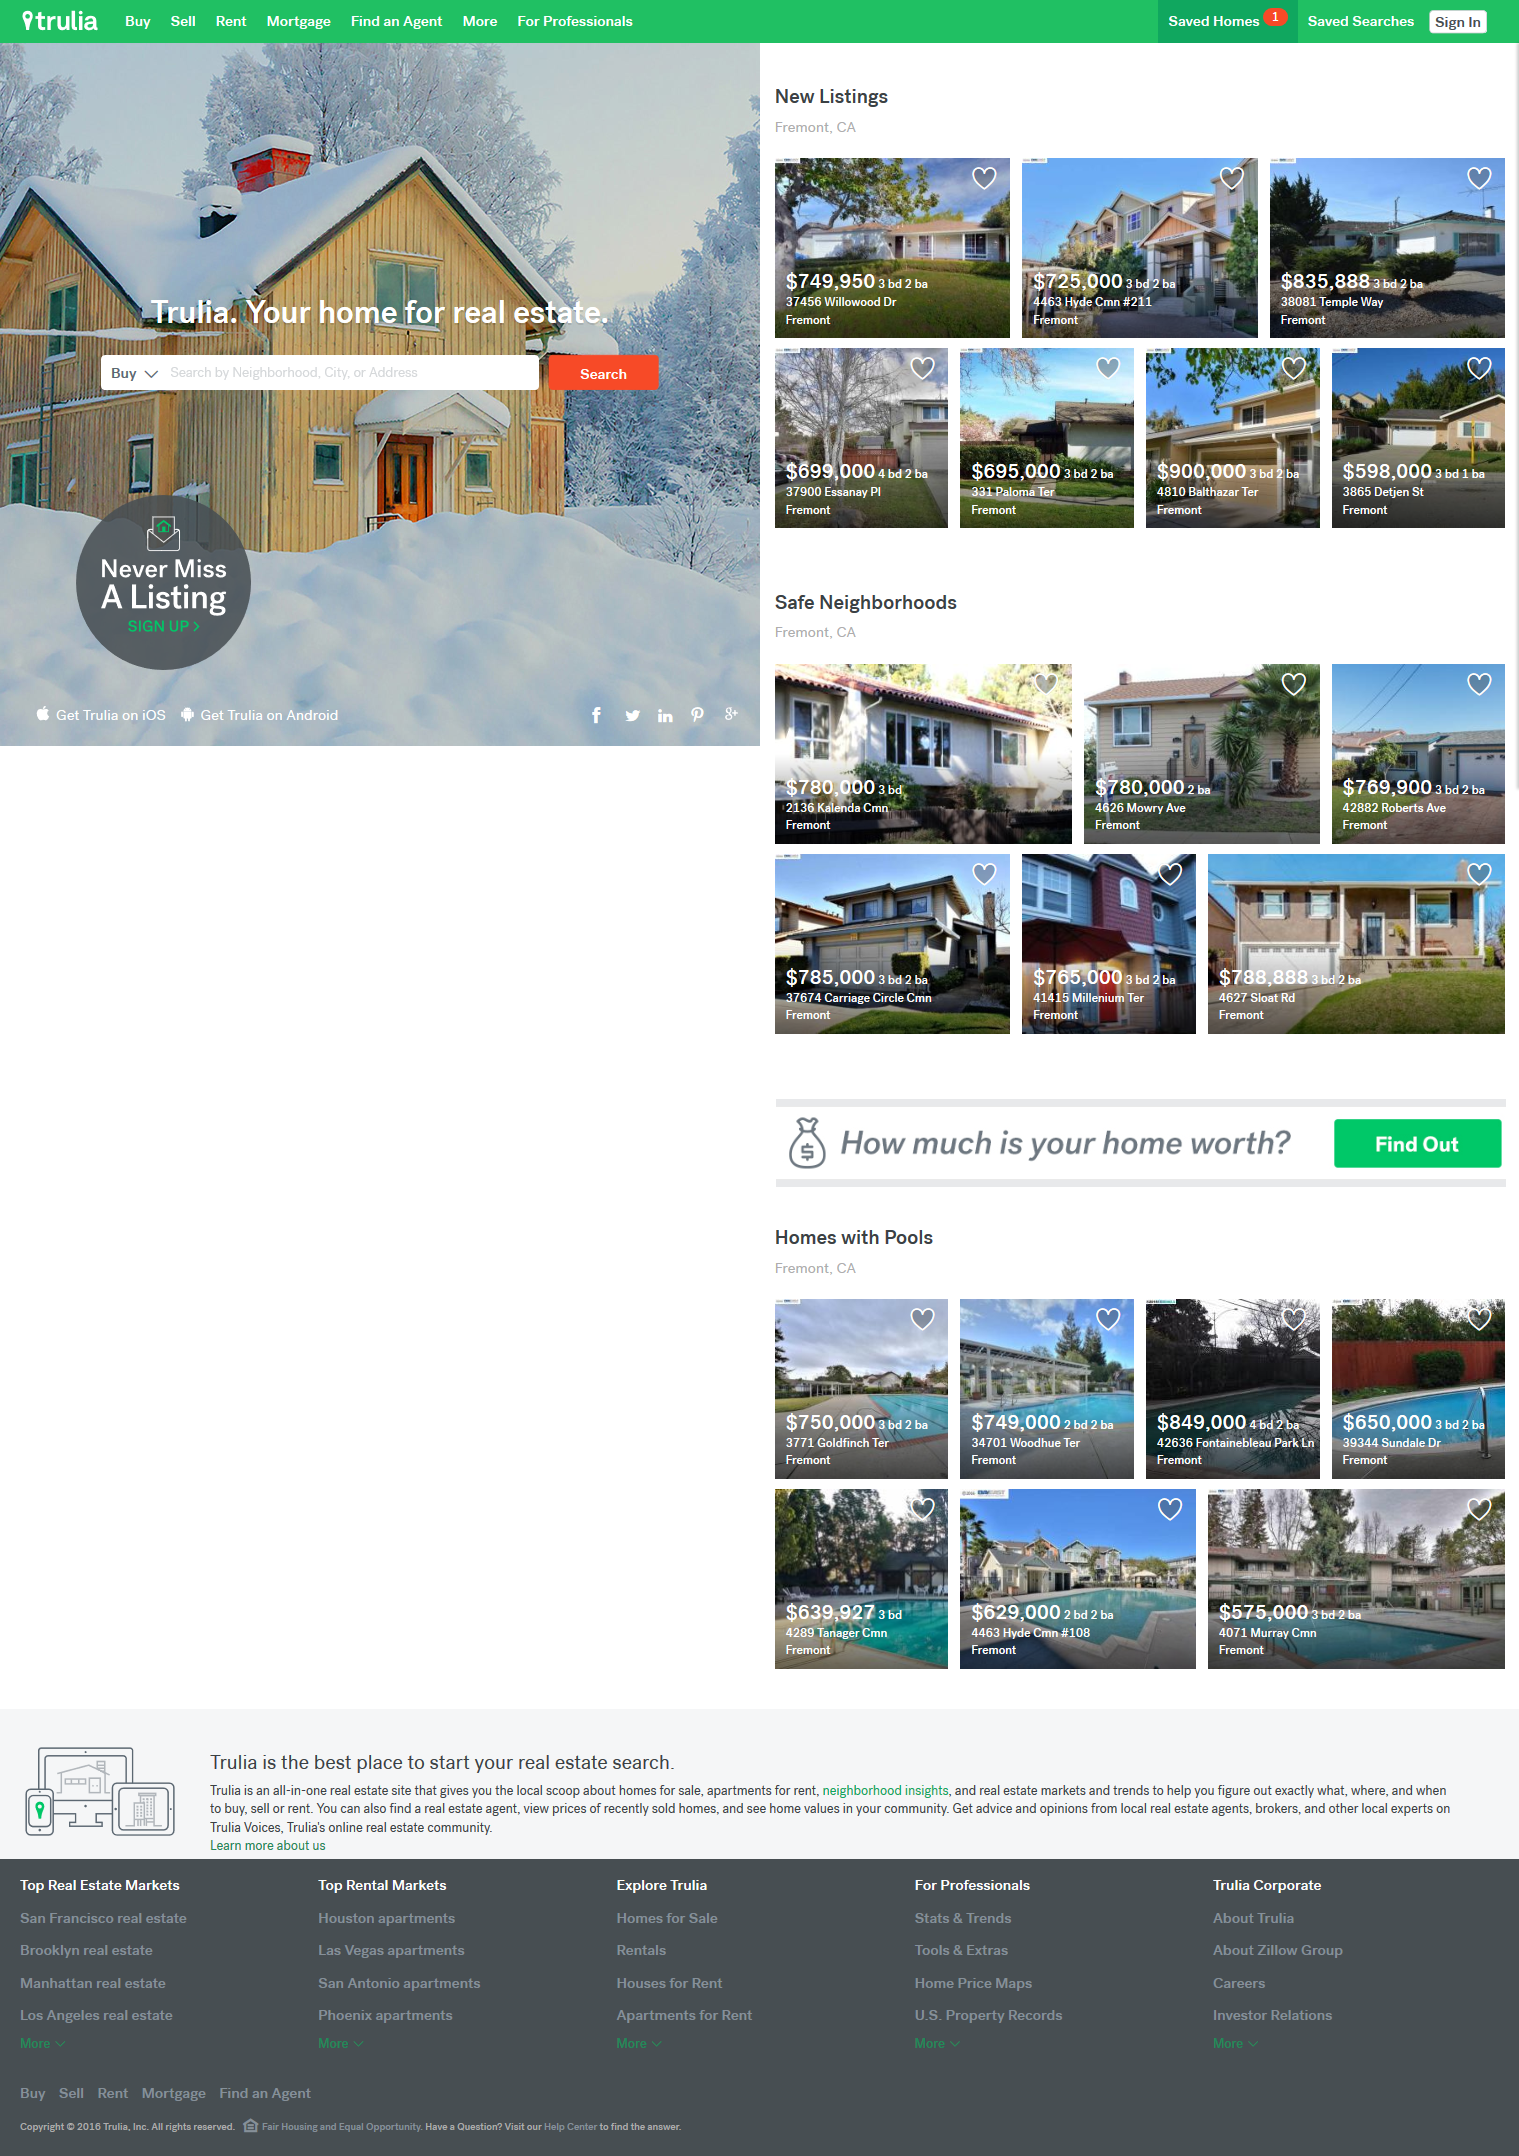 trulia Buy Sell Rent Mortgage Find an Agent More For Professionals Saved Homes 1 Saved Searches Sign In
Trulia. Your home for real estate.
Buy Search by Neighborhood, City, or Address Search
Never Miss
A Listing
SIGN UP >
Get Trulia on iOS Get Trulia on Android
New Listings
Fremont, CA
$749,950 3 bd 2 ba
37456 Willowood Dr
Fremont
$725,000 3 bd 2 ba
4463 Hyde Cmn #211
Fremont
$835,888 3 bd 2 ba
38081 Temple Way
Fremont
$699,000 4 bd 2 ba
37900 Essanay Pl
Fremont
$695,000 3 bd 2 ba
331 Paloma Ter
Fremont
$900,000 3 bd 2 ba
4810 Balthazar Ter
Fremont
$598,000 3 bd 1 ba
3865 Detjen St
Fremont
Safe Neighborhoods
Fremont, CA
$780,000 3 bd
2136 Kalenda Cmn
Fremont
$780,000 2 ba
4626 Mowry Ave
Fremont
$769,900 3 bd 2 ba
42882 Roberts Ave
Fremont
$785,000 3 bd 2 ba
37674 Carriage Circle Cmn
Fremont
$765,000 3 bd 2 ba
41415 Millenium Ter
Fremont
$788,888 3 bd 2 ba
4627 Sloat Rd
Fremont
How much is your home worth? Find Out
Homes with Pools
Fremont, CA
$750,000 3 bd 2 ba
3771 Goldfinch Ter
Fremont
$749,000 2 bd 2 ba
34701 Woodhue Ter
Fremont
$849,000 4 bd 2 ba
42636 Fontainebleau Park Ln
Fremont
$650,000 3 bd 2 ba
39344 Sundale Dr
Fremont
$639,927 3 bd
4289 Tanager Cmn
Fremont
$629,000 2 bd 2 ba
4463 Hyde Cmn #108
Fremont
$575,000 3 bd 2 ba
4071 Murray Cmn
Fremont
Trulia is the best place to start your real estate search.
Trulia is an all-in-one real estate site that gives you the local scoop about homes for sale, apartments for rent, neighborhood insights, and real estate markets and trends to help you figure out exactly what, where, and when
to buy, sell or rent. You can also find a real estate agent, view prices of recently sold homes, and see home values in your community. Get advice and opinions from local real estate agents, brokers, and other local experts on
Trulia Voices, Trulia's online real estate community.
Learn more about us
Top Real Estate Markets
San Francisco real estate
Brooklyn real estate
Manhattan real estate
Los Angeles real estate
More
Top Rental Markets
Houston apartments
Las Vegas apartments
San Antonio apartments
Phoenix apartments
More
Explore Trulia
Homes for Sale
Rentals
Houses for Rent
Apartments for Rent
More
For Professionals
Stats & Trends
Tools & Extras
Home Price Maps
U.S. Property Records
More
Trulia Corporate
About Trulia
About Zillow Group
Careers
Investor Relations
More
Buy Sell Rent Mortgage Find an Agent
Copyright © 2016 Trulia, Inc. All rights reserved. Fair Housing and Equal Opportunity. Have a Question? Visit our Help Center to find the answer.